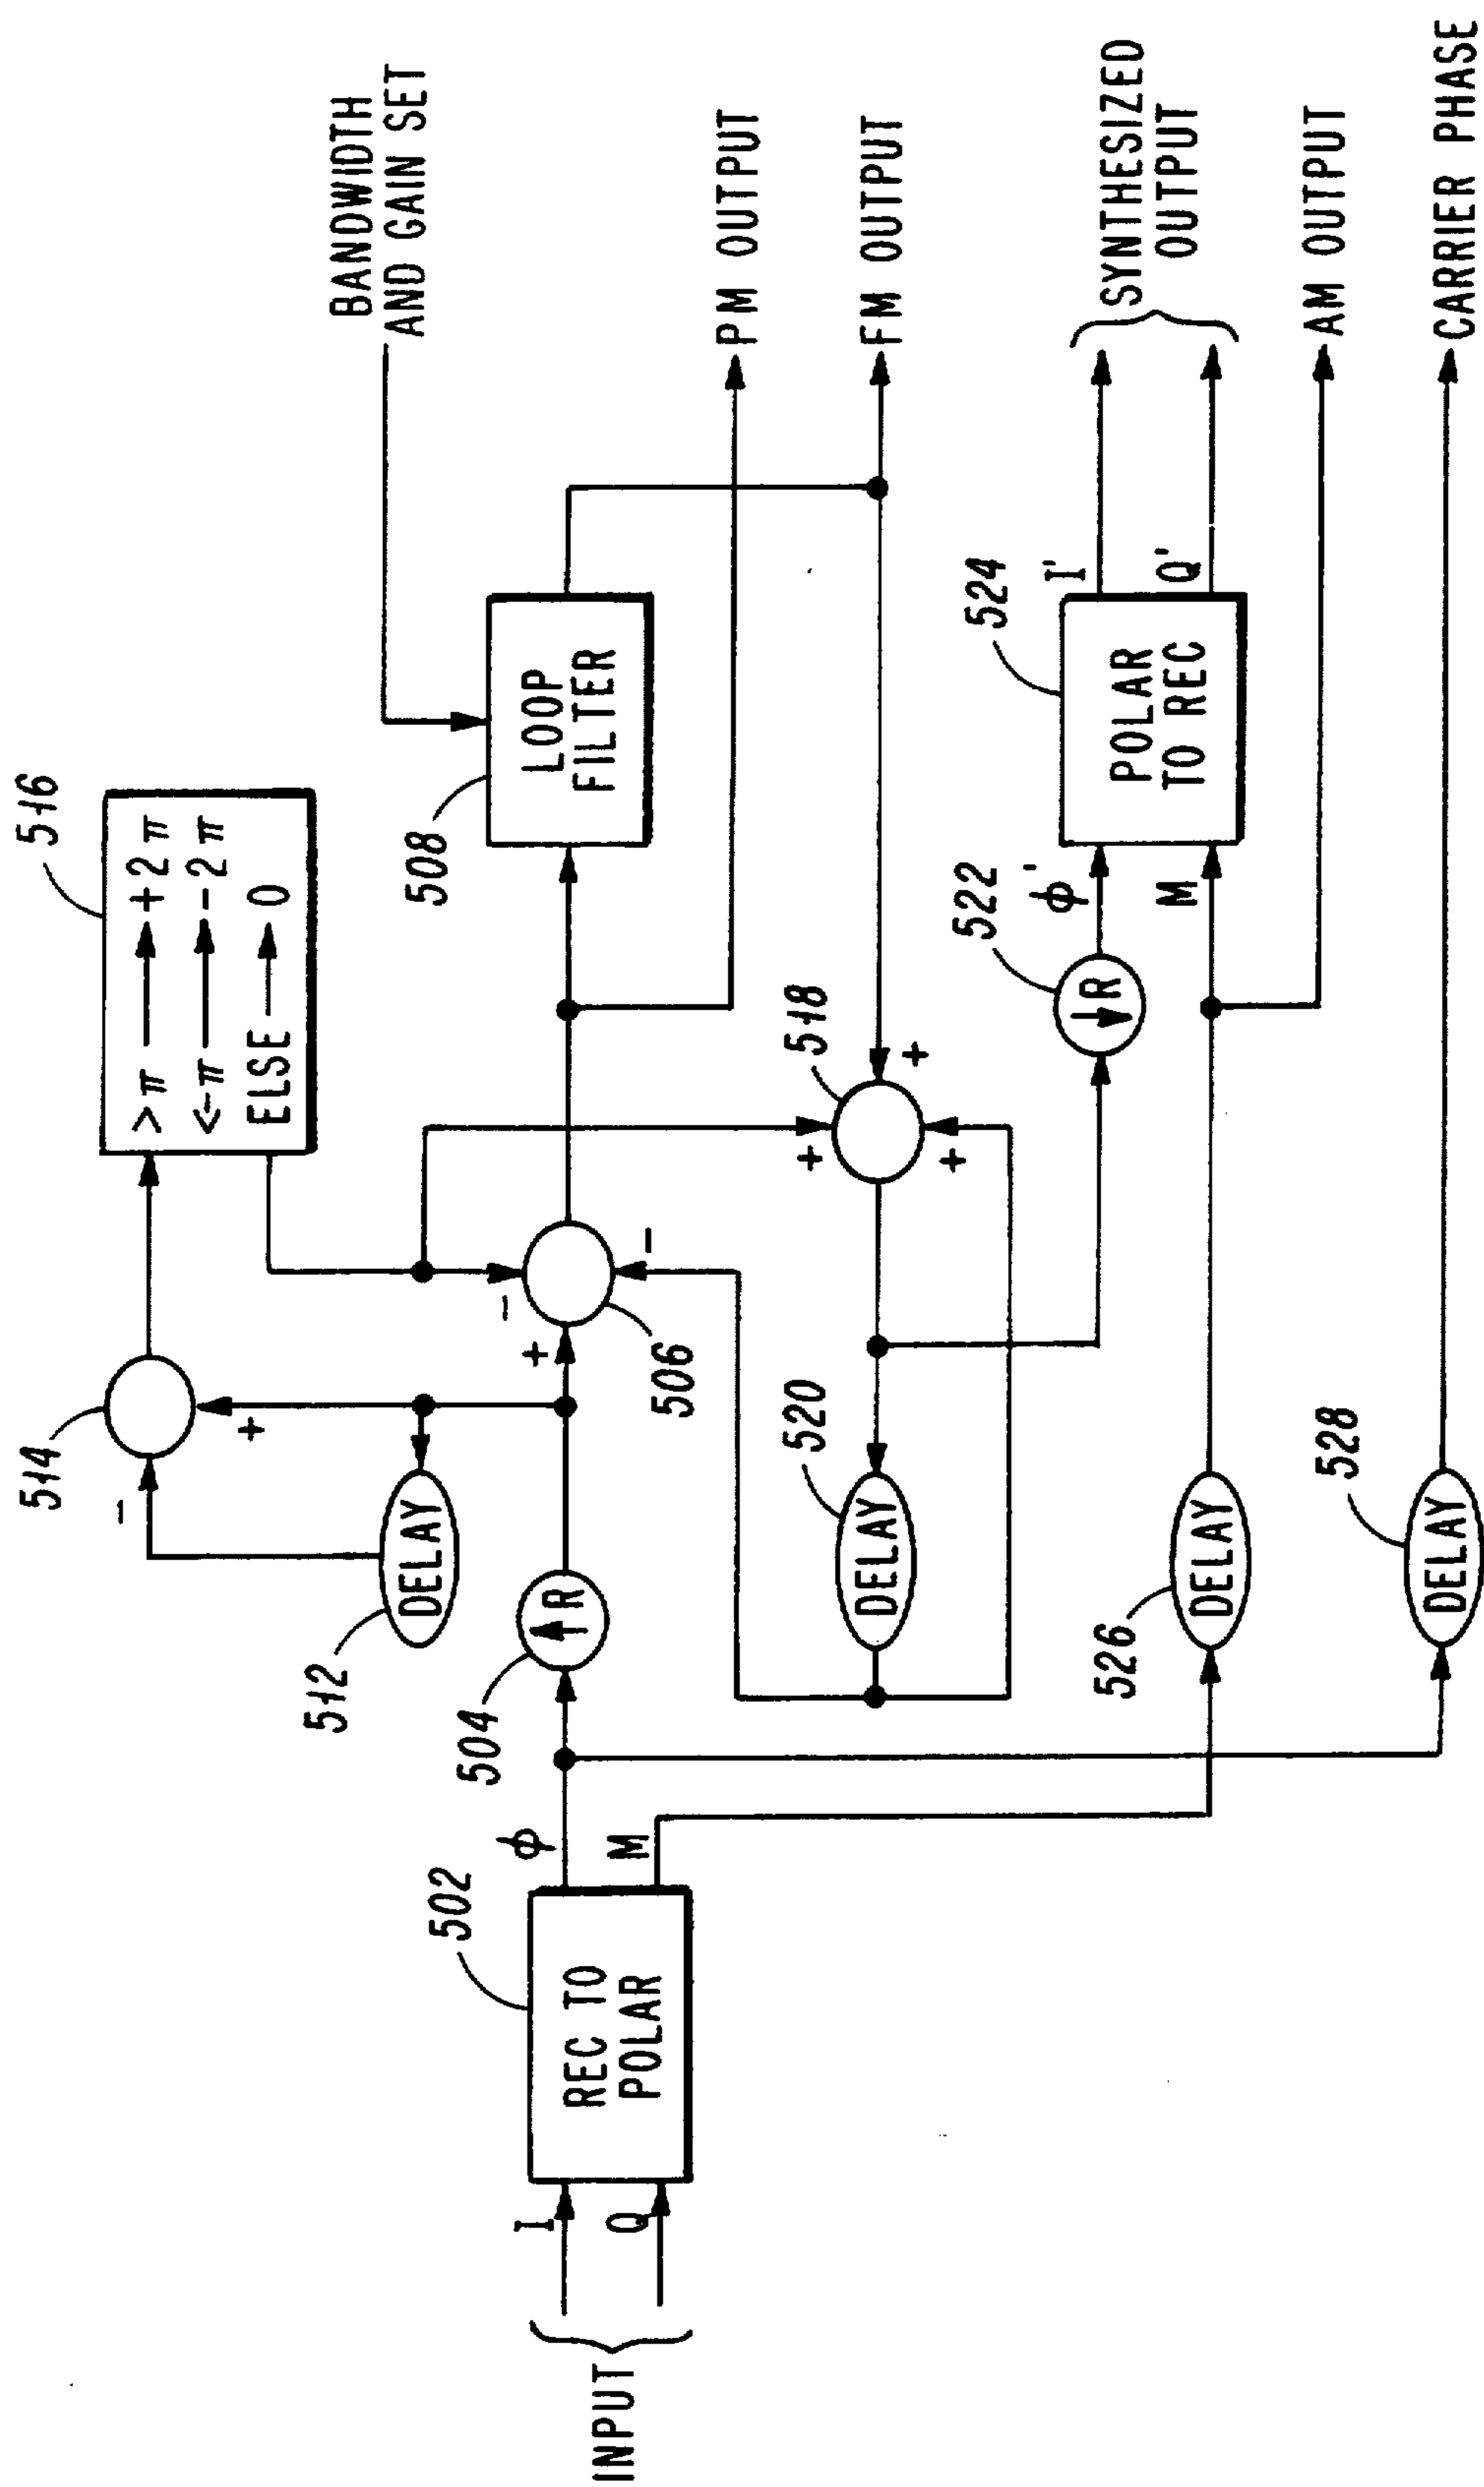 516
>π → +2π
<-π → -2π
ELSE → 0
514
-
+
BANDWIDTH
AND GAIN SET
512
DELAY
508
LOOP
FILTER
504
↑R
+
-
-
506
PM OUTPUT
502
REC TO
POLAR
INPUT
I
Q
ϕ
M
518
+
+
+
FM OUTPUT
520
DELAY
522
↓R
ϕ'
M
524
POLAR
TO REC
I'
Q'
SYNTHESIZED
OUTPUT
526
DELAY
AM OUTPUT
528
DELAY
CARRIER PHASE